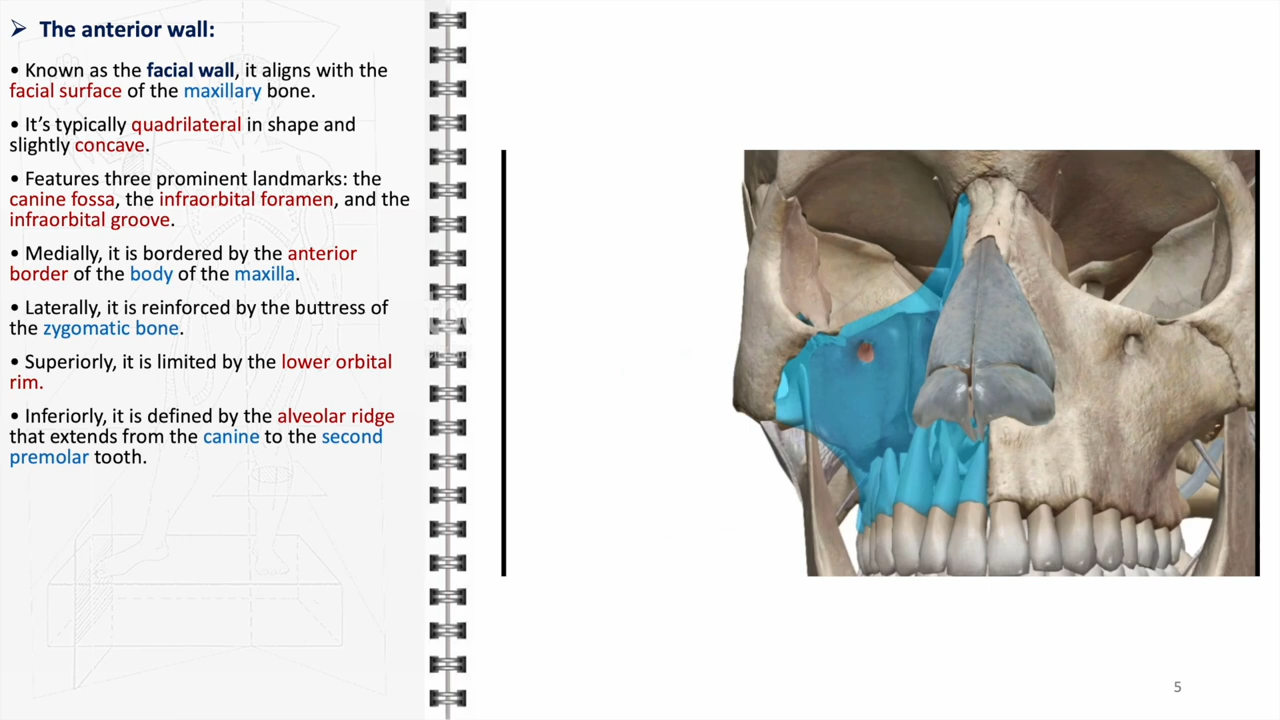 ➢ The anterior wall:
• Known as the facial wall, it aligns with the
facial surface of the maxillary bone.
• It’s typically quadrilateral in shape and
slightly concave.
• Features three prominent landmarks: the
canine fossa, the infraorbital foramen, and the
infraorbital groove.
• Medially, it is bordered by the anterior
border of the body of the maxilla.
• Laterally, it is reinforced by the buttress of
the zygomatic bone.
• Superiorly, it is limited by the lower orbital
rim.
• Inferiorly, it is defined by the alveolar ridge
that extends from the canine to the second
premolar tooth.
5